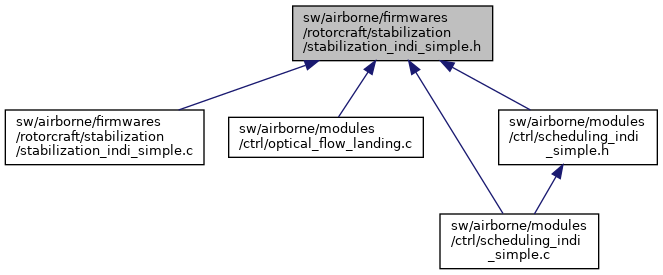 sw/airborne/firmwares
/rotorcraft/stabilization
/stabilization_indi_simple.h
sw/airborne/firmwares
/rotorcraft/stabilization
/stabilization_indi_simple.c
sw/airborne/modules
/ctrl/optical_flow_landing.c
sw/airborne/modules
/ctrl/scheduling_indi
_simple.h
sw/airborne/modules
/ctrl/scheduling_indi
_simple.c